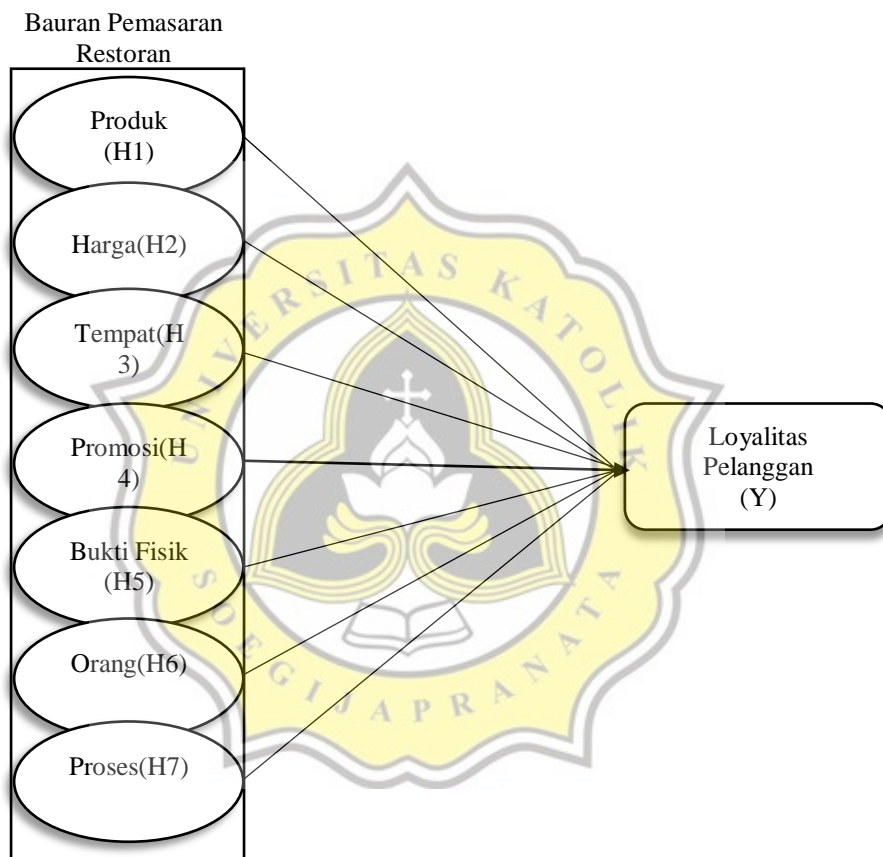 Bauran Pemasaran
Restoran
Produk
(H1)
Harga(H2)
Tempat(H
3)
Promosi(H
4)
Bukti Fisik
(H5)
Orang(H6)
Proses(H7)
Loyalitas
Pelanggan
(Y)
UNIVERSITAS KATOLIK
SOEGIJAPRANATA